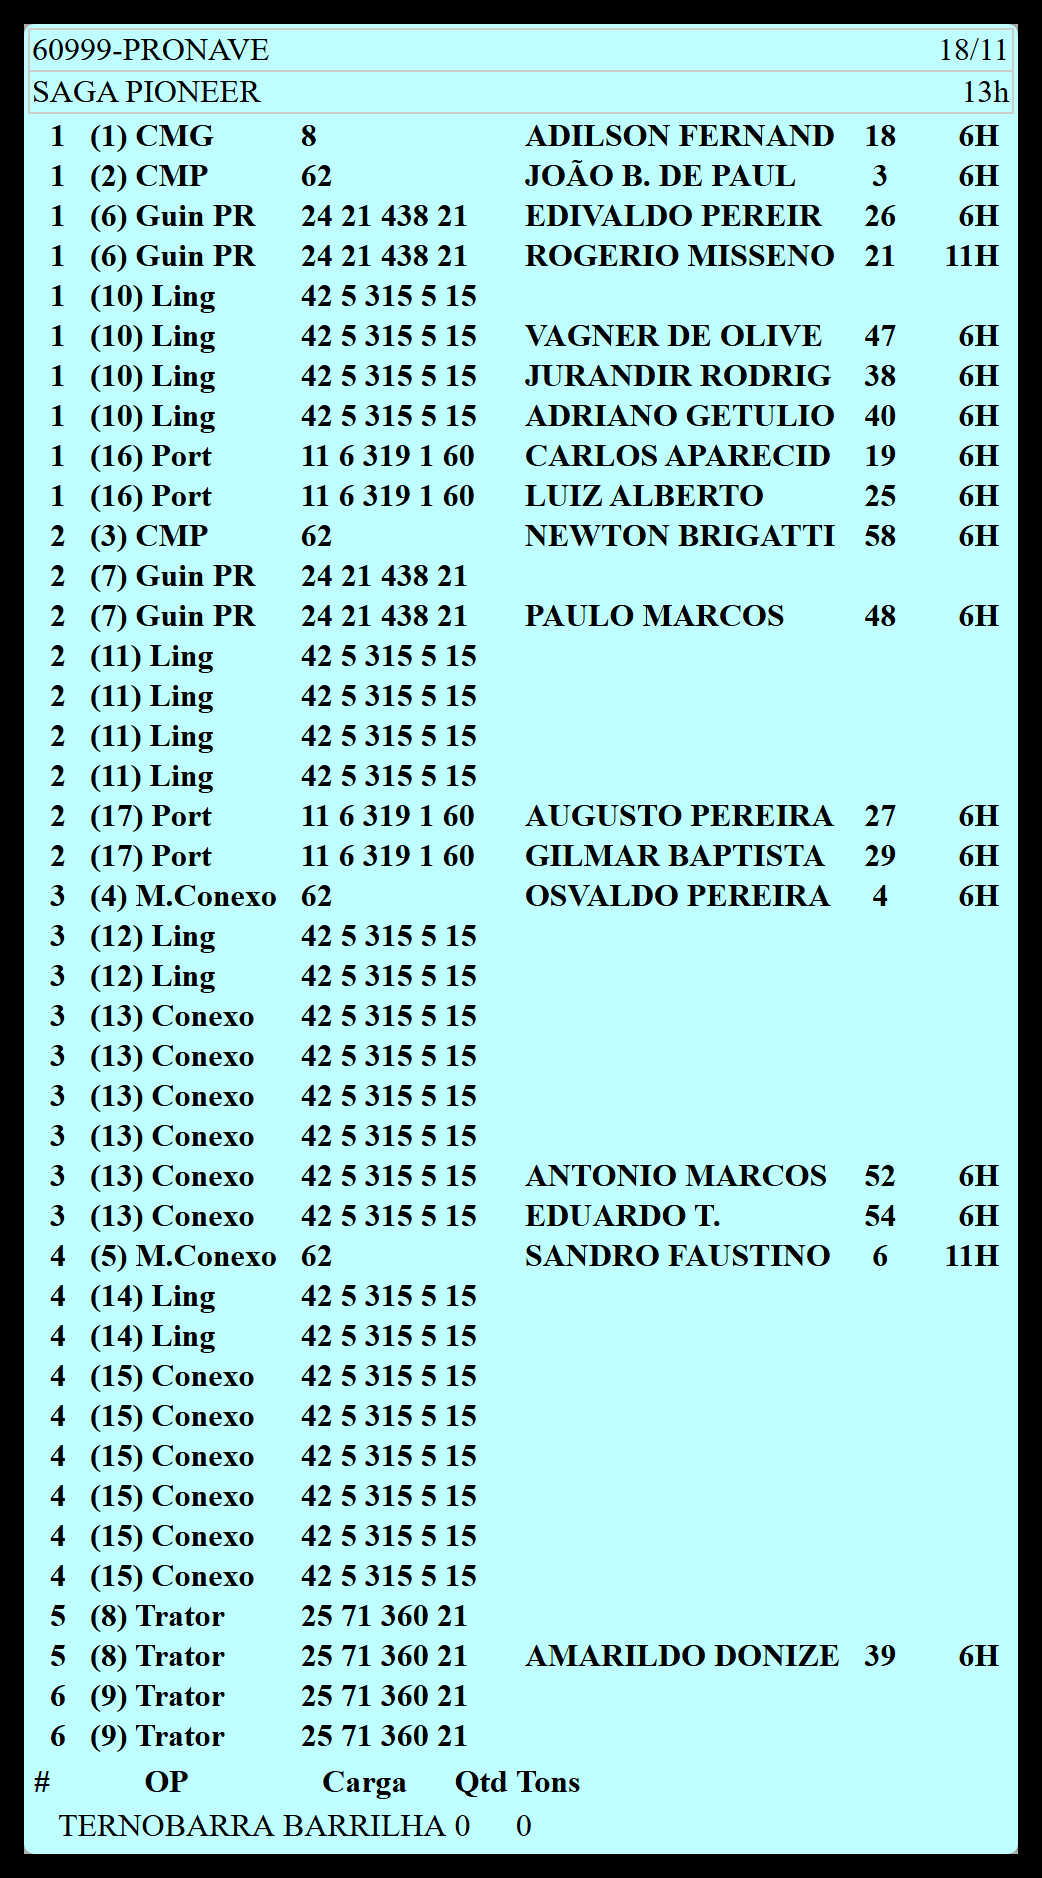 60999-PRONAVE 18/11
SAGA PIONEER 13h
1 (1) CMG 8 ADILSON FERNAND 18 6H
1 (2) CMP 62 JOÃO B. DE PAUL 3 6H
1 (6) Guin PR 24 21 438 21 EDIVALDO PEREIR 26 6H
1 (6) Guin PR 24 21 438 21 ROGERIO MISSENO 21 11H
1 (10) Ling 42 5 315 5 15
1 (10) Ling 42 5 315 5 15 VAGNER DE OLIVE 47 6H
1 (10) Ling 42 5 315 5 15 JURANDIR RODRIG 38 6H
1 (10) Ling 42 5 315 5 15 ADRIANO GETULIO 40 6H
1 (16) Port 11 6 319 1 60 CARLOS APARECID 19 6H
1 (16) Port 11 6 319 1 60 LUIZ ALBERTO 25 6H
2 (3) CMP 62 NEWTON BRIGATTI 58 6H
2 (7) Guin PR 24 21 438 21
2 (7) Guin PR 24 21 438 21 PAULO MARCOS 48 6H
2 (11) Ling 42 5 315 5 15
2 (11) Ling 42 5 315 5 15
2 (11) Ling 42 5 315 5 15
2 (11) Ling 42 5 315 5 15
2 (17) Port 11 6 319 1 60 AUGUSTO PEREIRA 27 6H
2 (17) Port 11 6 319 1 60 GILMAR BAPTISTA 29 6H
3 (4) M.Conexo 62 OSVALDO PEREIRA 4 6H
3 (12) Ling 42 5 315 5 15
3 (12) Ling 42 5 315 5 15
3 (13) Conexo 42 5 315 5 15
3 (13) Conexo 42 5 315 5 15
3 (13) Conexo 42 5 315 5 15
3 (13) Conexo 42 5 315 5 15
3 (13) Conexo 42 5 315 5 15 ANTONIO MARCOS 52 6H
3 (13) Conexo 42 5 315 5 15 EDUARDO T. 54 6H
4 (5) M.Conexo 62 SANDRO FAUSTINO 6 11H
4 (14) Ling 42 5 315 5 15
4 (14) Ling 42 5 315 5 15
4 (15) Conexo 42 5 315 5 15
4 (15) Conexo 42 5 315 5 15
4 (15) Conexo 42 5 315 5 15
4 (15) Conexo 42 5 315 5 15
4 (15) Conexo 42 5 315 5 15
4 (15) Conexo 42 5 315 5 15
5 (8) Trator 25 71 360 21
5 (8) Trator 25 71 360 21 AMARILDO DONIZE 39 6H
6 (9) Trator 25 71 360 21
6 (9) Trator 25 71 360 21
# OP Carga Qtd Tons
TERNOBARRA BARRILHA 0 0